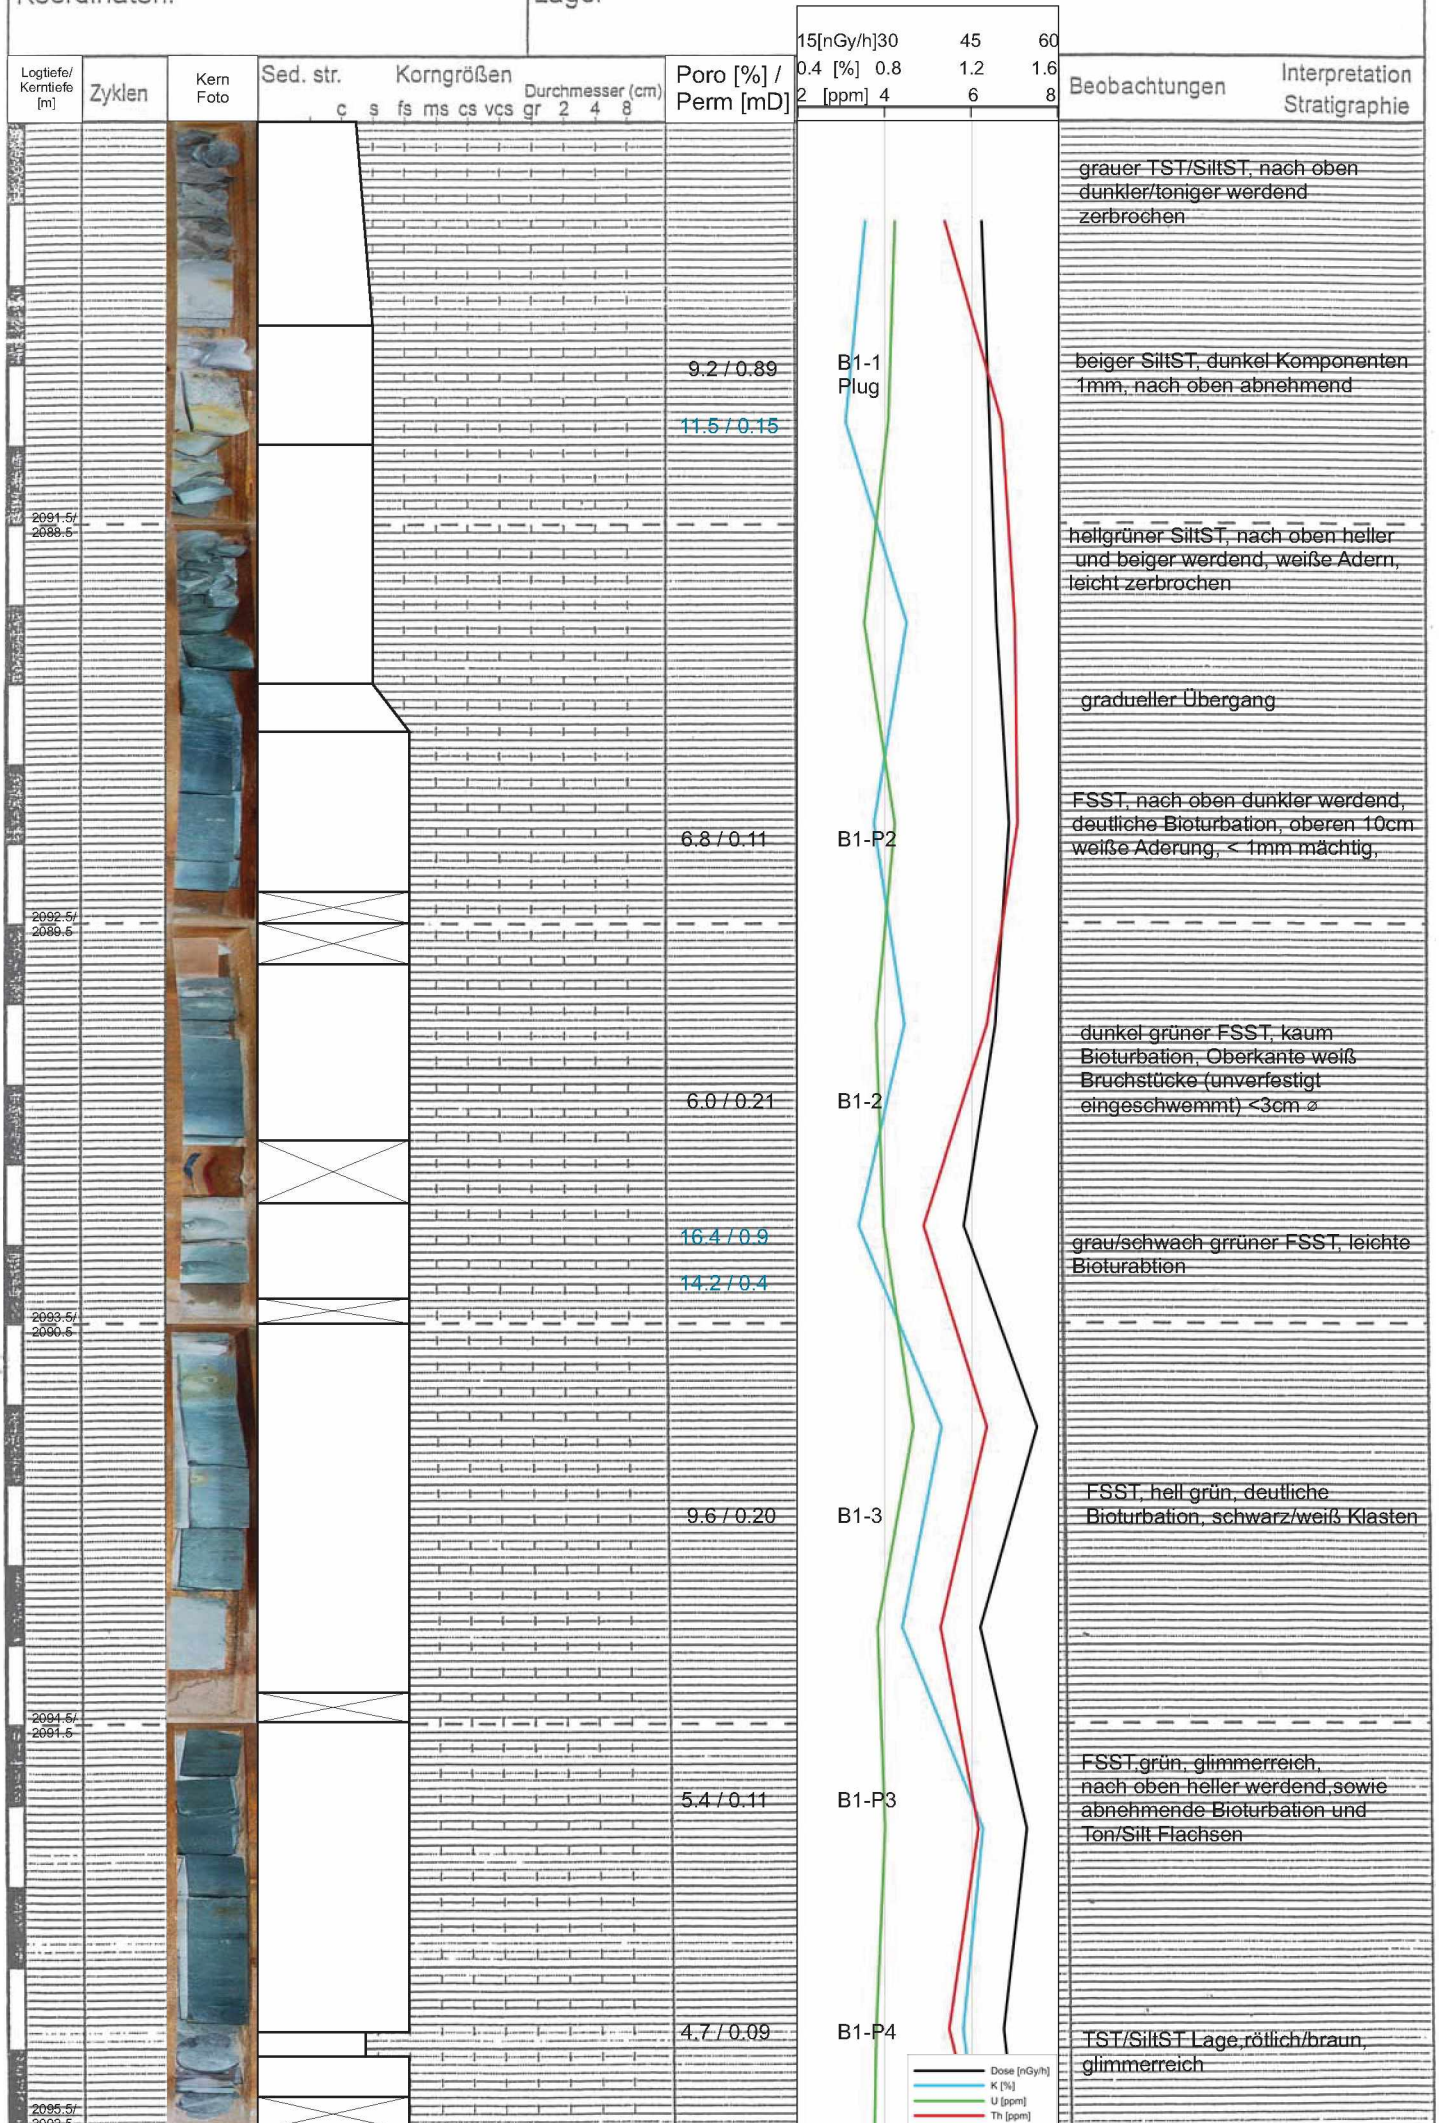 Logtiefe/
Kerntiefe
[m]
Zyklen
Kern
Foto
Sed. str.
Korngrößen
Durchmesser (cm)
c s fs ms cs vcs gr 2 4 8
Poro [%] /
Perm [mD]
15[nGy/h]30 45 60
0.4 [%] 0.8 1.2 1.6
2 [ppm] 4 6 8
Beobachtungen
Interpretation
Stratigraphie
grauer TST/SiltST, nach oben
dunkler/toniger werdend
zerbrochen
9.2 / 0.89
B1-1
Plug
beiger SiltST, dunkel Komponenten
1mm, nach oben abnehmend
11.5 / 0.15
2091.5/
2088.5
hellgrüner SiltST, nach oben heller
und beiger werdend, weiße Adern,
leicht zerbrochen
gradueller Übergang
6.8 / 0.11
B1-P2
FSST, nach oben dunkler werdend,
deutliche Bioturbation, oberen 10cm
weiße Aderung, < 1mm mächtig,
2092.5/
2089.5
6.0 / 0.21
B1-2
dunkel grüner FSST, kaum
Bioturbation, Oberkante weiß
Bruchstücke (unverfestigt
eingeschwemmt) <3cm ⌀
16.4 / 0.9
14.2 / 0.4
grau/schwach grrüner FSST, leichte
Bioturabtion
2093.5/
2090.5
9.6 / 0.20
B1-3
FSST, hell grün, deutliche
Bioturbation, schwarz/weiß Klasten
2094.5/
2091.5
5.4 / 0.11
B1-P3
FSST,grün, glimmerreich,
nach oben heller werdend,sowie
abnehmende Bioturbation und
Ton/Silt Flachsen
4.7 / 0.09
B1-P4
TST/SiltST Lage,rötlich/braun,
glimmerreich
2095.5/
Dose [nGy/h]
K [%]
U [ppm]
Th [ppm]